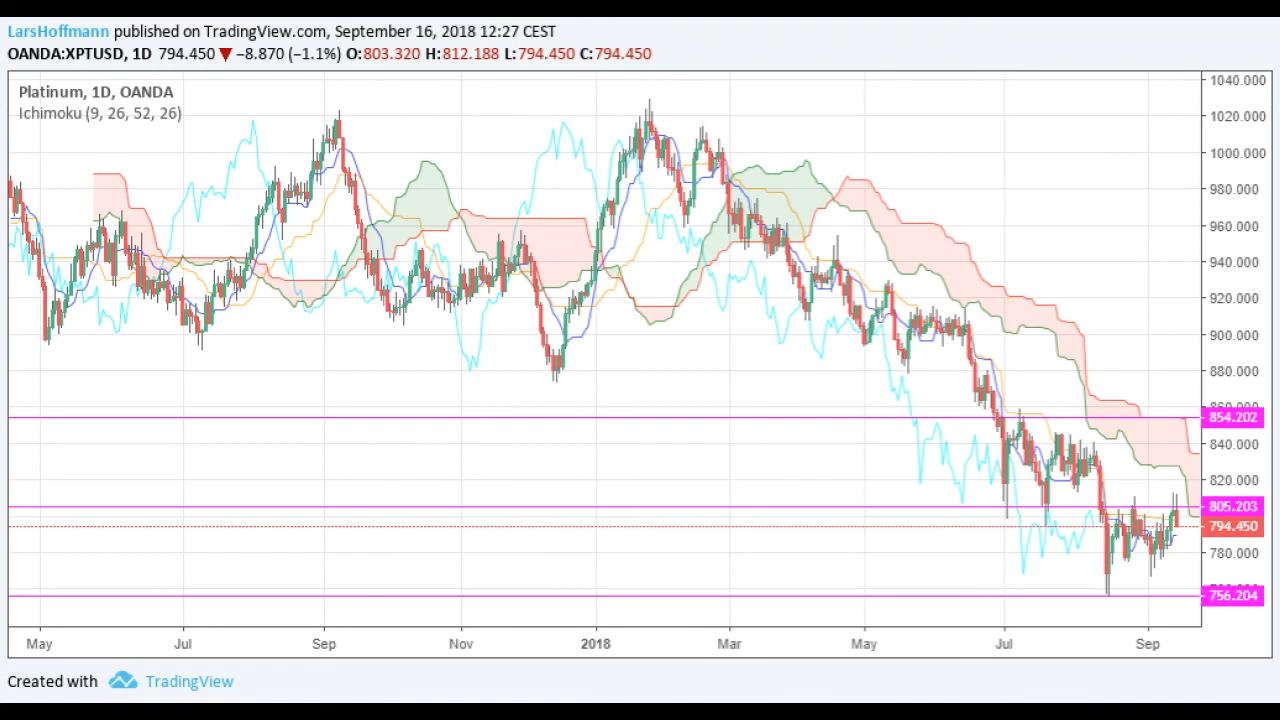 LarsHoffmann published on TradingView.com, September 16, 2018 12:27 CEST
OANDA:XPTUSD, 1D 794.450 ▼ −8.870 (−1.1%) O:803.320 H:812.188 L:794.450 C:794.450
Platinum, 1D, OANDA
Ichimoku (9, 26, 52, 26)
1040.000
1020.000
1000.000
980.000
960.000
940.000
920.000
900.000
880.000
860.000
854.202
840.000
820.000
805.203
794.450
780.000
756.204
May Jul Sep Nov 2018 Mar May Jul Sep
Created with TradingView